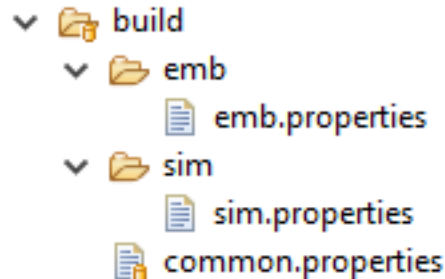 build
emb
emb.properties
sim
sim.properties
common.properties